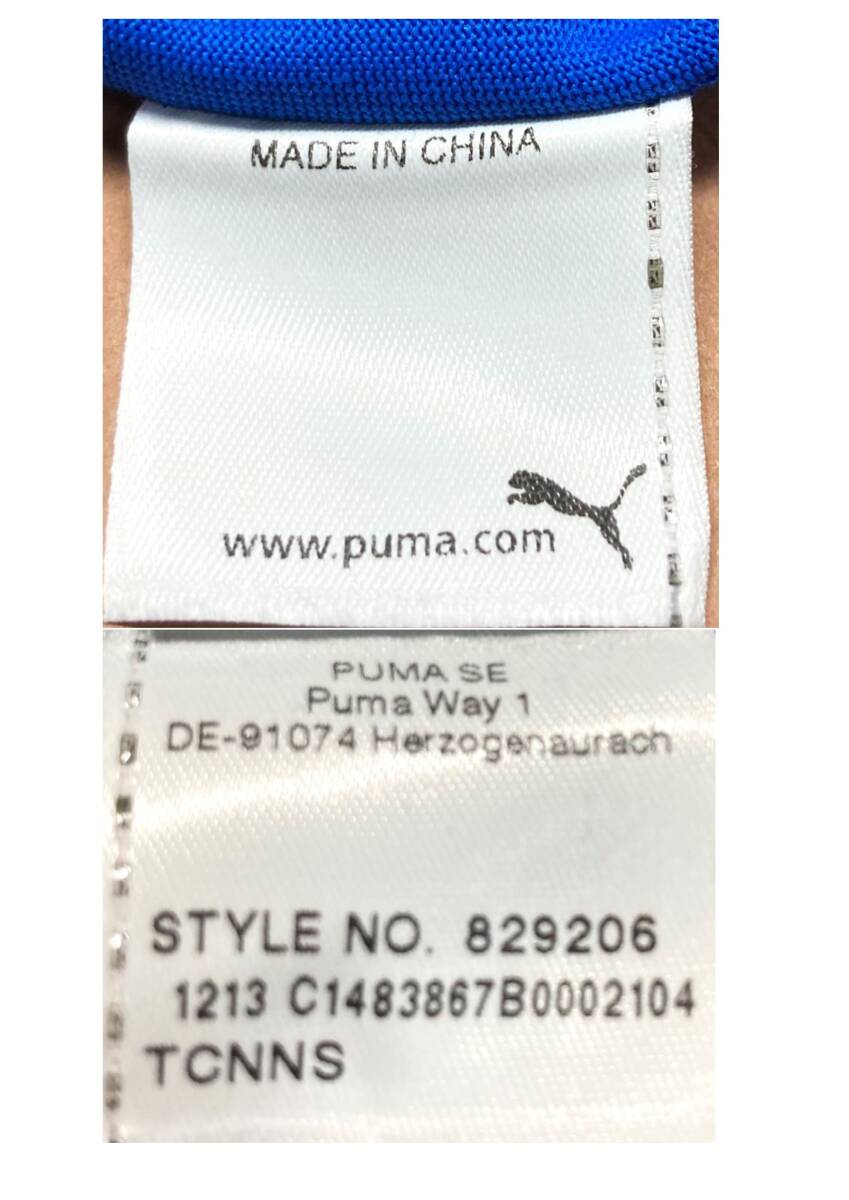 MADE IN CHINA
www.puma.com
PUMA SE
Puma Way 1
DE-91074 Herzogenaurach
STYLE NO. 829206
1213 C1483867B0002104
TCNNS